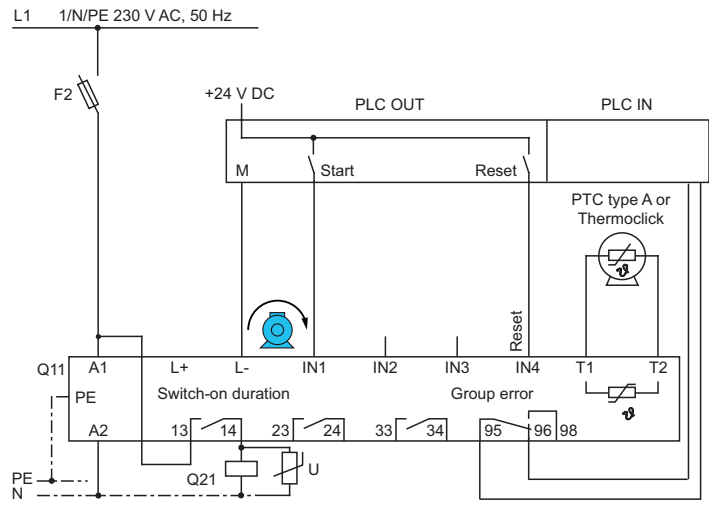 L1 1/N/PE 230 V AC, 50 Hz
F2
+24 V DC
PLC OUT
PLC IN
M
Start
Reset
PTC type A or
Thermoclick
ϑ
Reset
Q11
A1
L+
L-
IN1
IN2
IN3
IN4
T1
T2
PE
Switch-on duration
Group error
ϑ
A2
13
14
23
24
33
34
95
96
98
Q21
U
PE
N